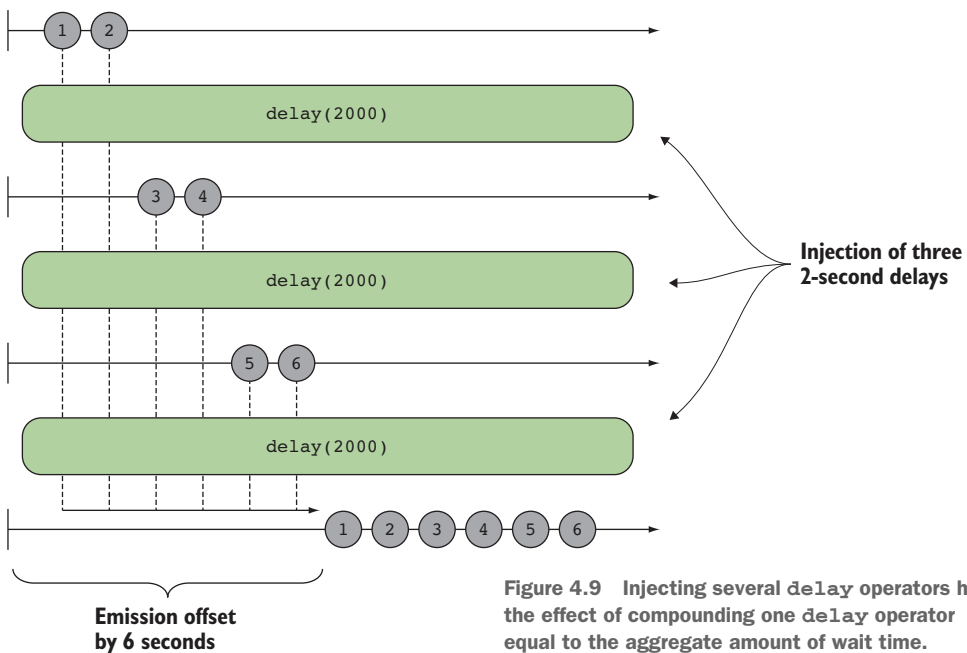 1 2
delay(2000)
3 4
delay(2000)
Injection of three
2-second delays
5 6
delay(2000)
1 2 3 4 5 6
Emission offset
by 6 seconds
Figure 4.9 Injecting several delay operators
the effect of compounding one delay operator
equal to the aggregate amount of wait time.